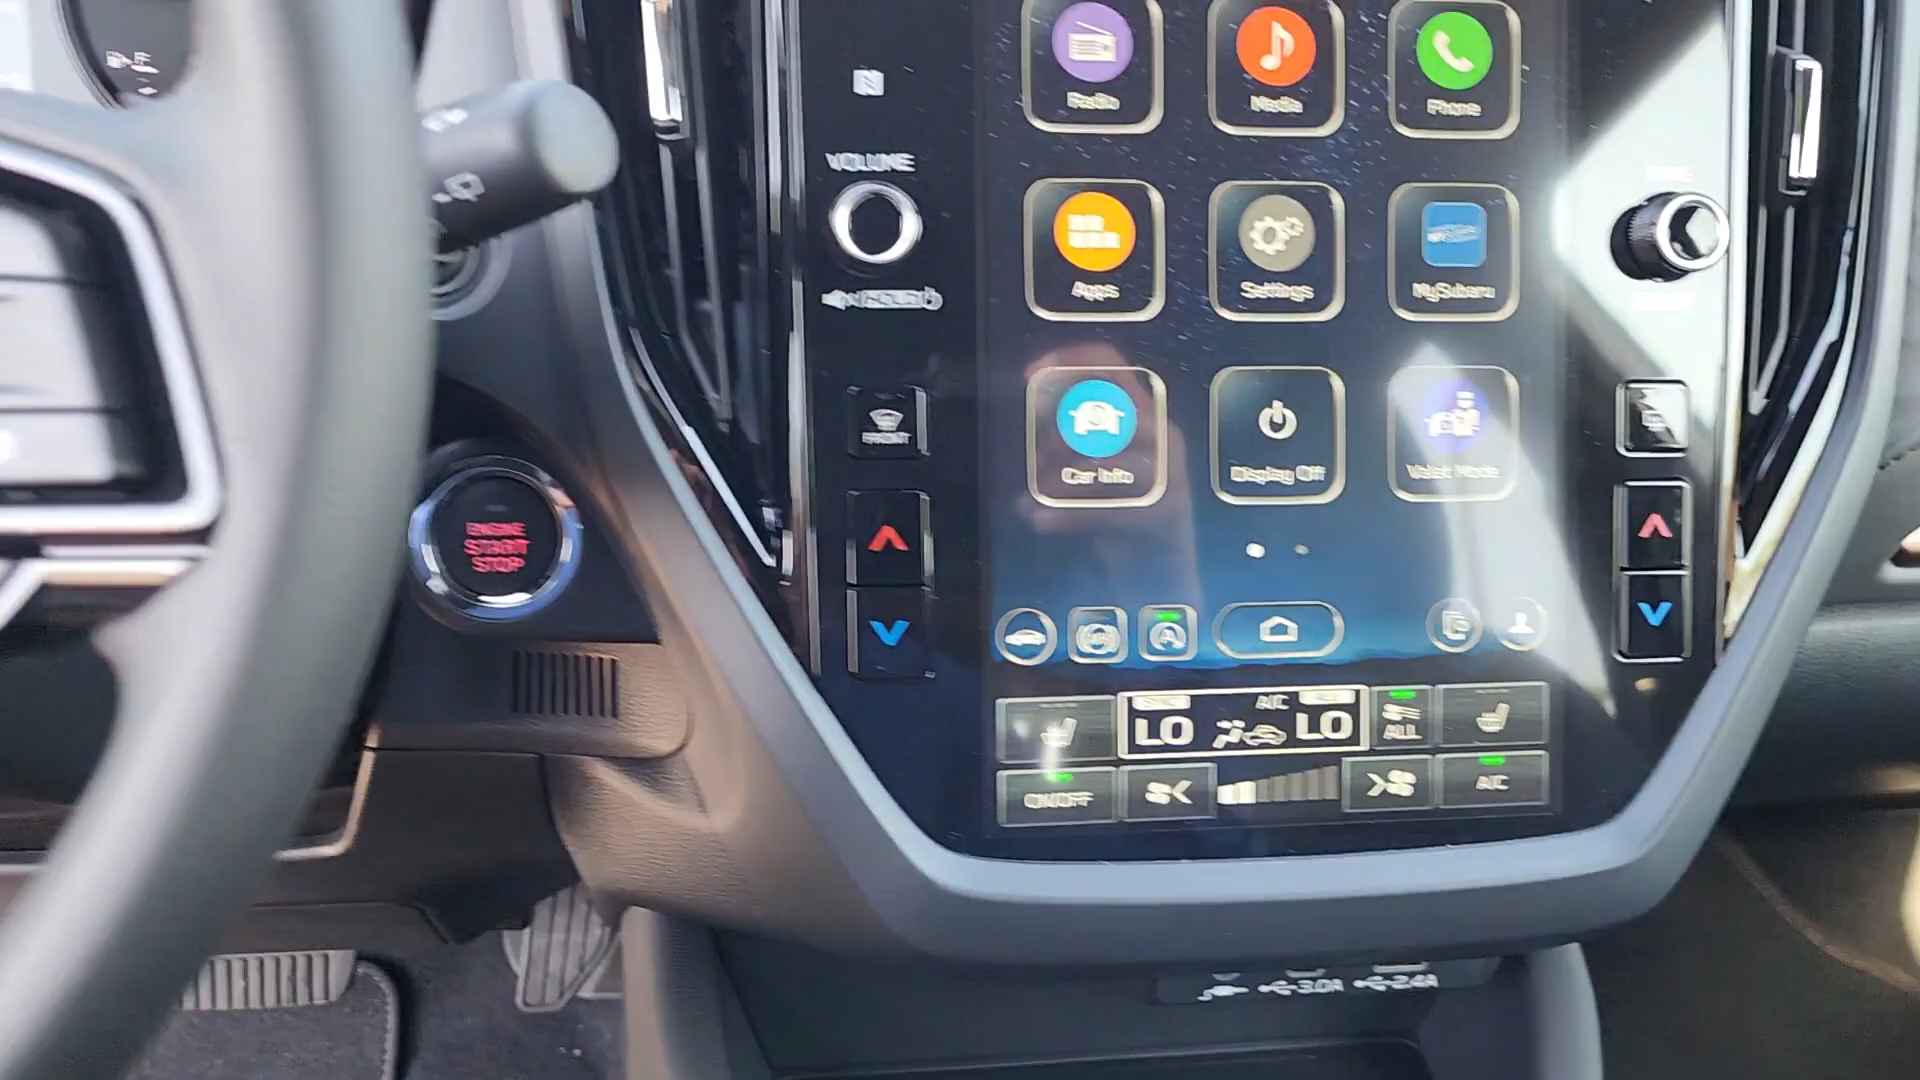 Radio
Media
Phone
VOLUME
Apps
Settings
MySubaru
FRONT
Car Info
Display Off
Valet Mode
ENGINE
START
STOP
A/C
LO
LO
ALL
ON/OFF
A/C
3.0A
2.4A